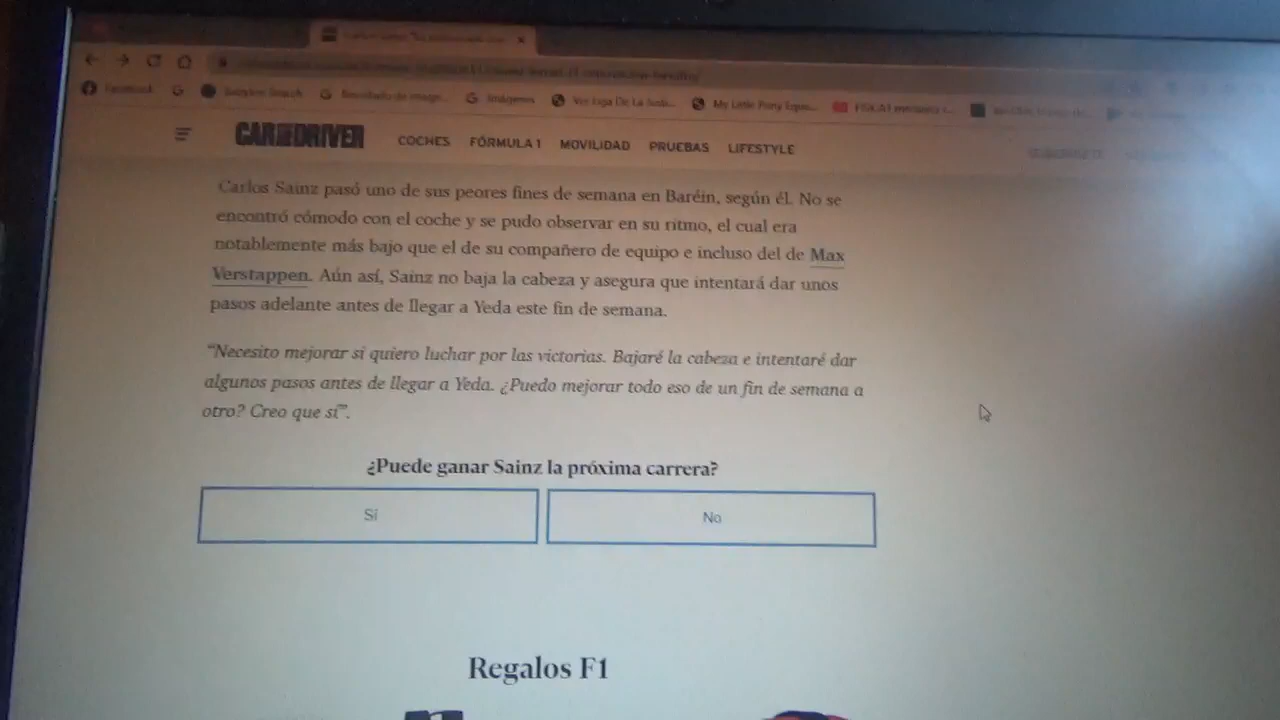 Facebook
Imágenes
CAR AND DRIVER
COCHES FÓRMULA 1 MOVILIDAD PRUEBAS LIFESTYLE
Carlos Sainz pasó uno de sus peores fines de semana en Baréin, según él. No se
encontró cómodo con el coche y se pudo observar en su ritmo, el cual era
notablemente más bajo que el de su compañero de equipo e incluso del de Max
Verstappen. Aún así, Sainz no baja la cabeza y asegura que intentará dar unos
pasos adelante antes de llegar a Yeda este fin de semana.
“Necesito mejorar si quiero luchar por las victorias. Bajaré la cabeza e intentaré dar
algunos pasos antes de llegar a Yeda. ¿Puedo mejorar todo eso de un fin de semana a
otro? Creo que sí”.
¿Puede ganar Sainz la próxima carrera?
Sí No
Regalos F1